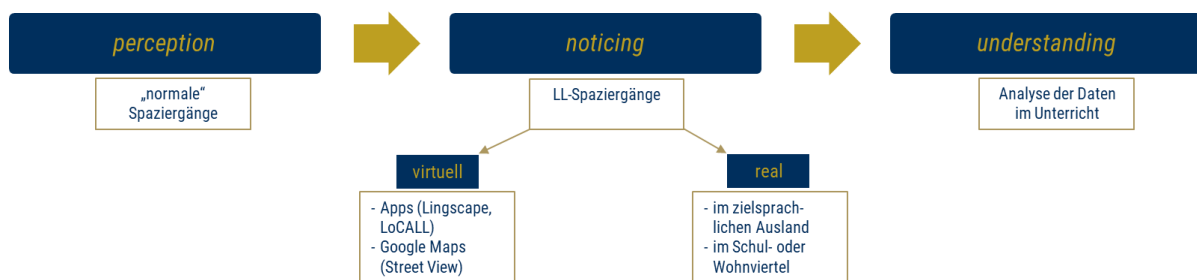 perception
noticing
understanding
„normale“
Spaziergänge
LL-Spaziergänge
Analyse der Daten
im Unterricht
virtuell
real
- Apps (Lingscape,
LoCALL)
- Google Maps
(Street View)
- im zielsprach-
lichen Ausland
- im Schul- oder
Wohnviertel